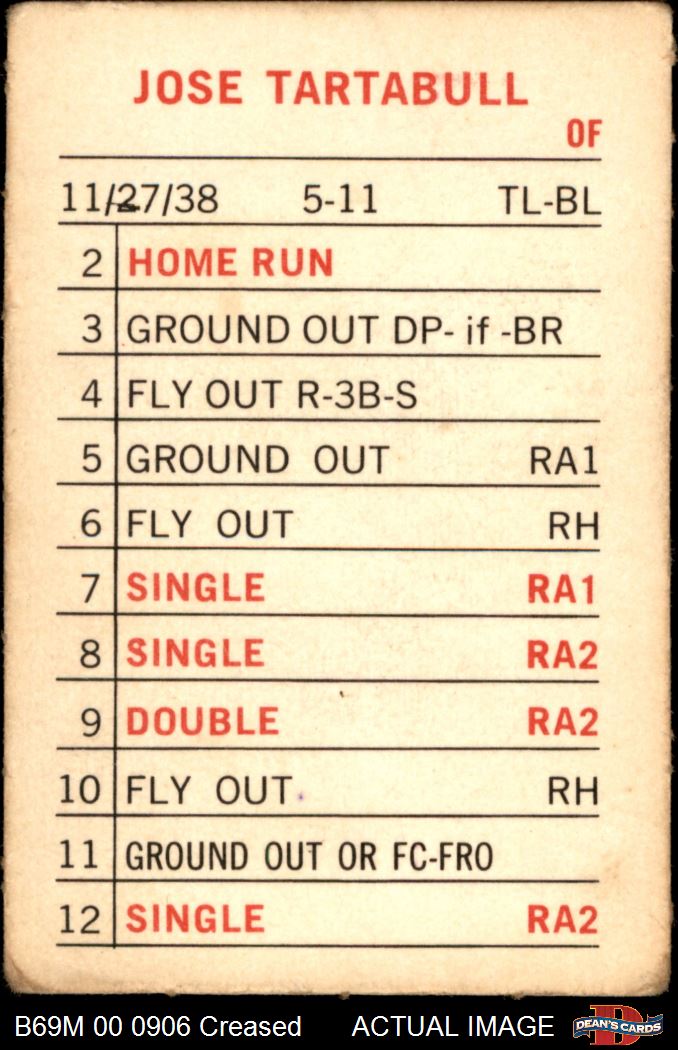 JOSE TARTABULL
OF
11/27/38 5-11 TL-BL
2 HOME RUN
3 GROUND OUT DP- if -BR
4 FLY OUT R-3B-S
5 GROUND OUT RA1
6 FLY OUT RH
7 SINGLE RA1
8 SINGLE RA2
9 DOUBLE RA2
10 FLY OUT RH
11 GROUND OUT OR FC-FRO
12 SINGLE RA2
B69M 00 0906 Creased ACTUAL IMAGE DEAN'S CARDS